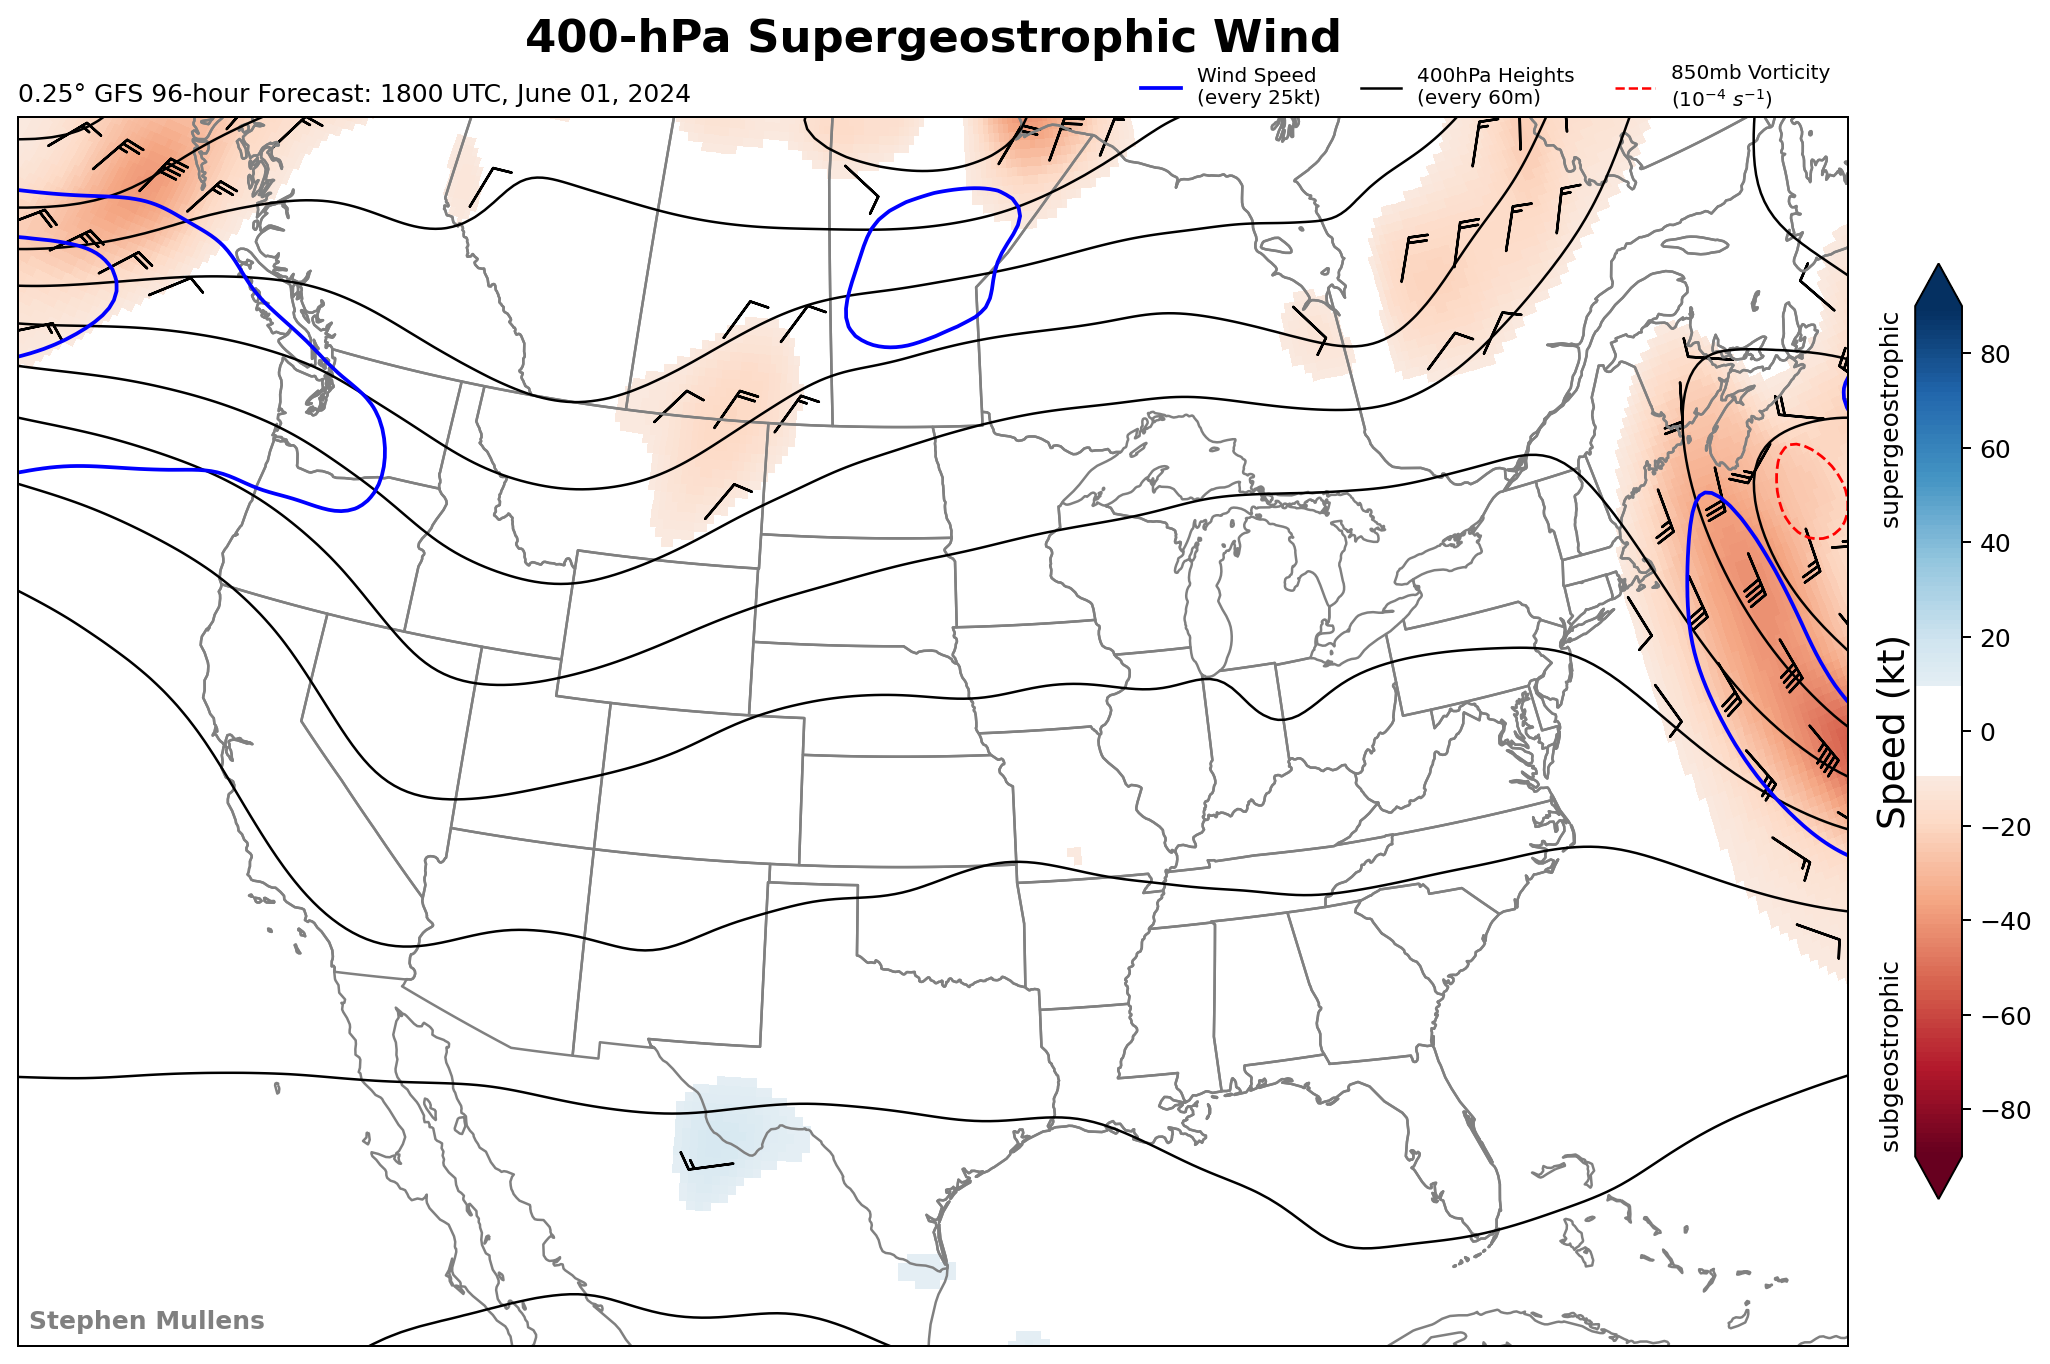 400-hPa Supergeostrophic Wind
0.25° GFS 96-hour Forecast: 1800 UTC, June 01, 2024
Wind Speed
(every 25kt)
400hPa Heights
(every 60m)
850mb Vorticity
(10⁻⁴ s⁻¹)
supergeostrophic
Speed (kt)
subgeostrophic
80
60
40
20
0
−20
−40
−60
−80
Stephen Mullens